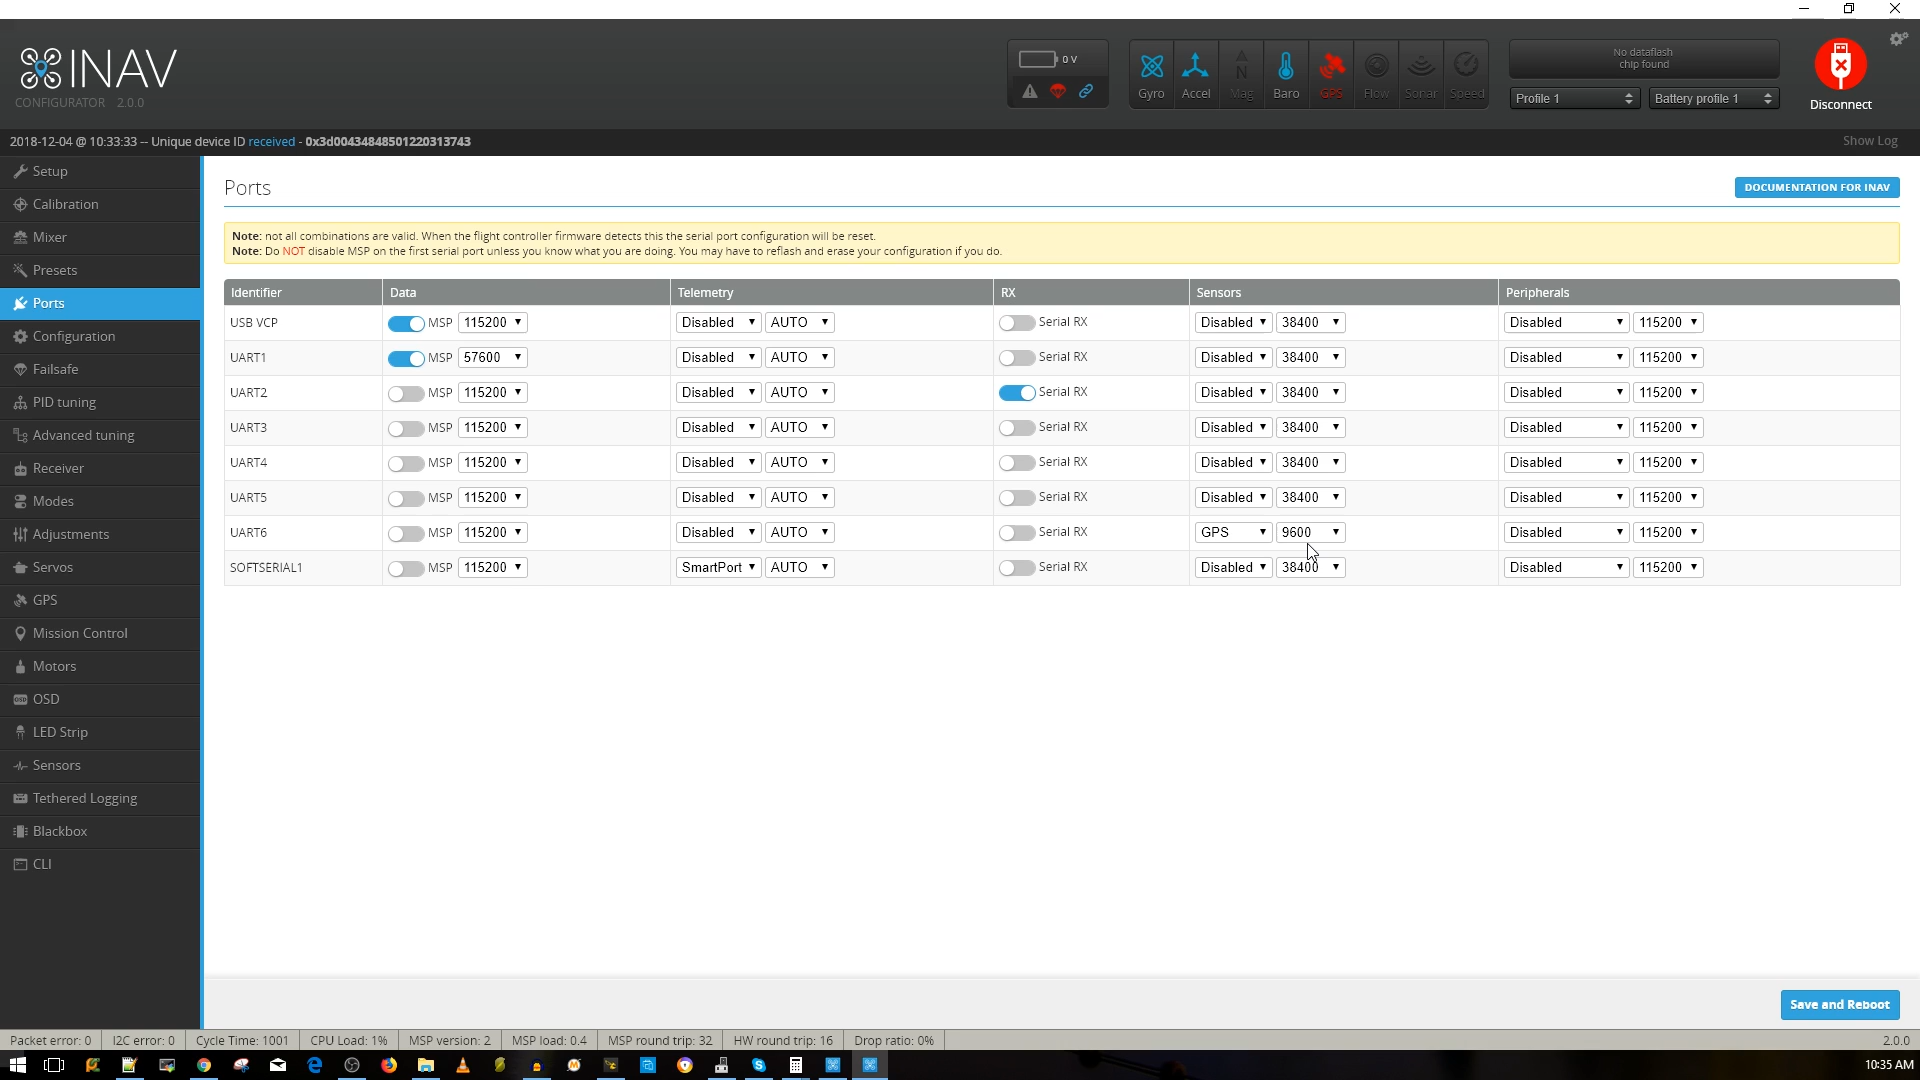 INAV
CONFIGURATOR 2.0.0
0 V
Gyro Accel Mag Baro GPS Flow Sonar Speed
No dataflash
chip found
Profile 1 Battery profile 1
Disconnect
2018-12-04 @ 10:33:33 -- Unique device ID received - 0x3d00434848501220313743
Show Log
Setup
Calibration
Mixer
Presets
Ports
Configuration
Failsafe
PID tuning
Advanced tuning
Receiver
Modes
Adjustments
Servos
GPS
Mission Control
Motors
OSD
LED Strip
Sensors
Tethered Logging
Blackbox
CLI
Ports
DOCUMENTATION FOR INAV
Note: not all combinations are valid. When the flight controller firmware detects this the serial port configuration will be reset.
Note: Do NOT disable MSP on the first serial port unless you know what you are doing. You may have to reflash and erase your configuration if you do.
Identifier Data Telemetry RX Sensors Peripherals
USB VCP MSP 115200 Disabled AUTO Serial RX Disabled 38400 Disabled 115200
UART1 MSP 57600 Disabled AUTO Serial RX Disabled 38400 Disabled 115200
UART2 MSP 115200 Disabled AUTO Serial RX Disabled 38400 Disabled 115200
UART3 MSP 115200 Disabled AUTO Serial RX Disabled 38400 Disabled 115200
UART4 MSP 115200 Disabled AUTO Serial RX Disabled 38400 Disabled 115200
UART5 MSP 115200 Disabled AUTO Serial RX Disabled 38400 Disabled 115200
UART6 MSP 115200 Disabled AUTO Serial RX GPS 9600 Disabled 115200
SOFTSERIAL1 MSP 115200 SmartPort AUTO Serial RX Disabled 38400 Disabled 115200
Save and Reboot
Packet error: 0 I2C error: 0 Cycle Time: 1001 CPU Load: 1% MSP version: 2 MSP load: 0.4 MSP round trip: 32 HW round trip: 16 Drop ratio: 0% 2.0.0
10:35 AM